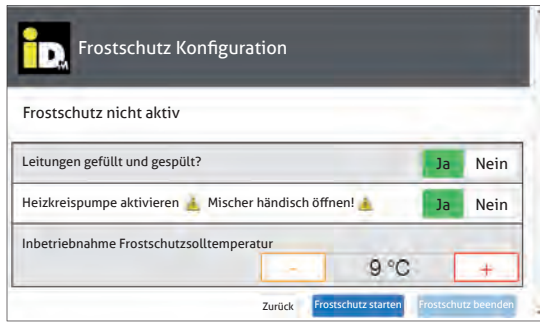 iDM
Frostschutz Konfiguration
Frostschutz nicht aktiv
Leitungen gefüllt und gespült? Ja Nein
Heizkreispumpe aktivieren Mischer händisch öffnen! Ja Nein
Inbetriebnahme Frostschutzsolltemperatur
- 9 °C +
Zurück Frostschutz starten Frostschutz beenden